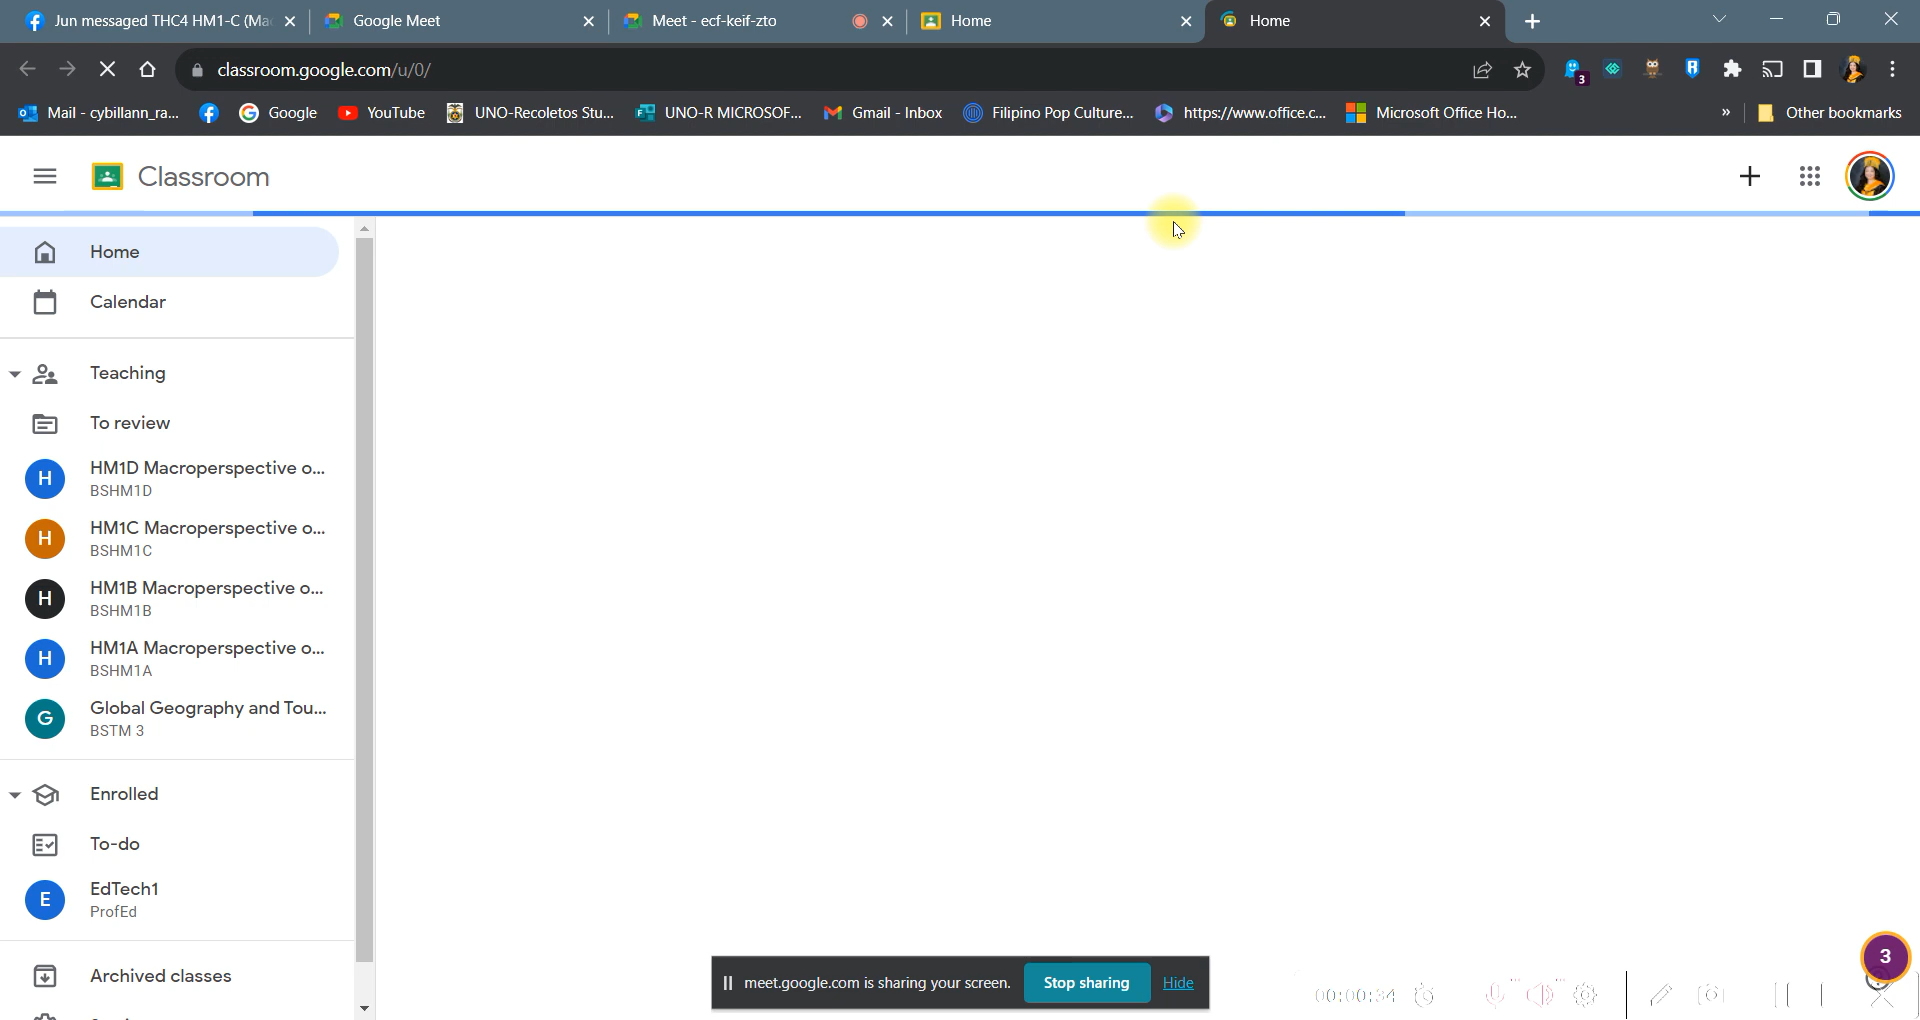 Jun messaged THC4 HM1-C (Ma
Google Meet
Meet - ecf-keif-zto
Home
Home
classroom.google.com/u/0/
3
Mail - cybillann_ra...
Google
YouTube
UNO-Recoletos Stu...
UNO-R MICROSOF...
Gmail - Inbox
Filipino Pop Culture...
https://www.office.c...
Microsoft Office Ho...
»
Other bookmarks
Classroom
Home
Calendar
Teaching
To review
H
HM1D Macroperspective o...
BSHM1D
H
HM1C Macroperspective o...
BSHM1C
H
HM1B Macroperspective o...
BSHM1B
H
HM1A Macroperspective o...
BSHM1A
G
Global Geography and Tou...
BSTM 3
Enrolled
To-do
E
EdTech1
ProfEd
Archived classes
meet.google.com is sharing your screen.
Stop sharing
Hide
00:00:34
3